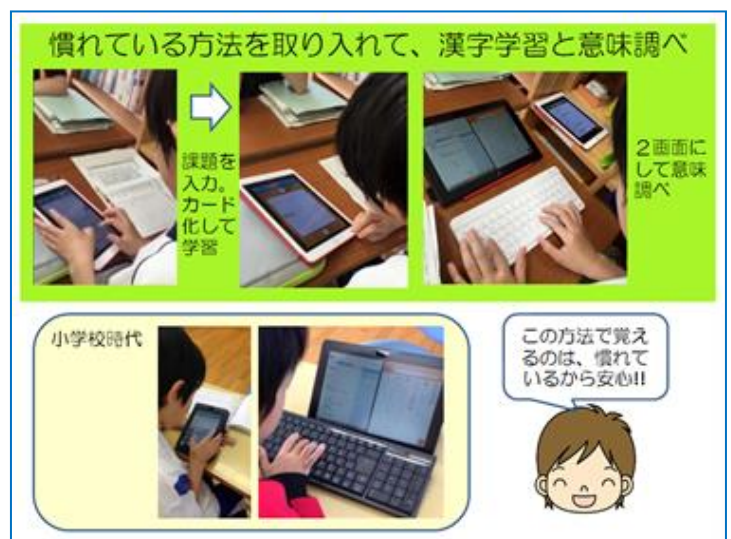 慣れている方法を取り入れて、漢字学習と意味調べ
課題を
入力。
カード
化して
学習
2画面に
して意味
調べ
小学校時代
この方法で覚え
るのは、慣れて
いるから安心!!